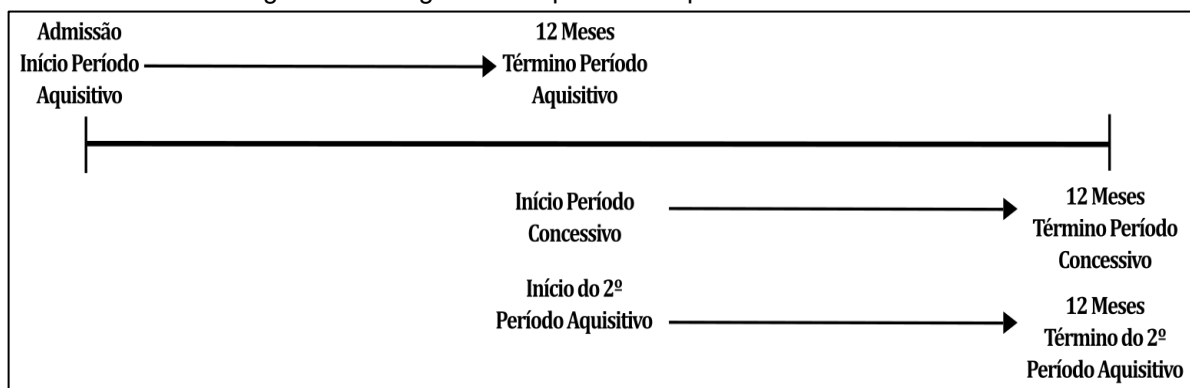 Admissão
Início Período
Aquisitivo
12 Meses
Término Período
Aquisitivo
Início Período
Concessivo
12 Meses
Término Período
Concessivo
Início do 2º
Período Aquisitivo
12 Meses
Término do 2º
Período Aquisitivo